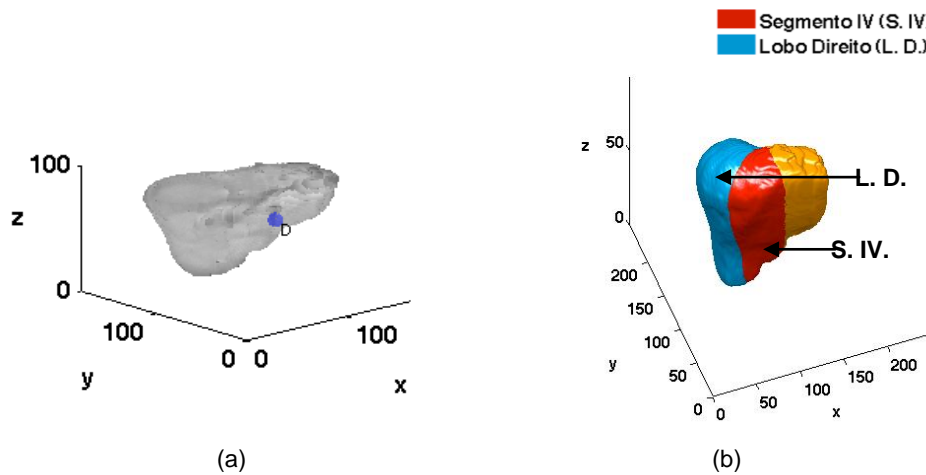 Segmento IV (S. IV
Lobo Direito (L. D.)
100
z
0
100
y
0
0
100
x
D
z
50
0
200
150
100
50
0
y
0
50
100
150
200
x
L. D.
S. IV.
(a)
(b)